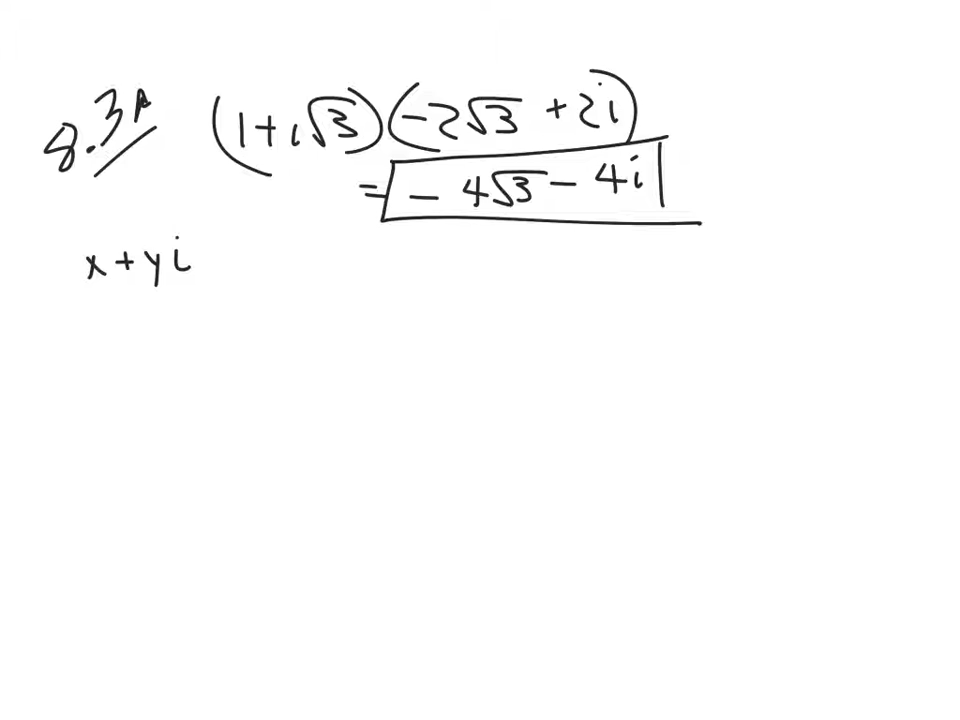 8.3A (1+i√3)(-2√3 +2i)
= -4√3 - 4i
x+yi